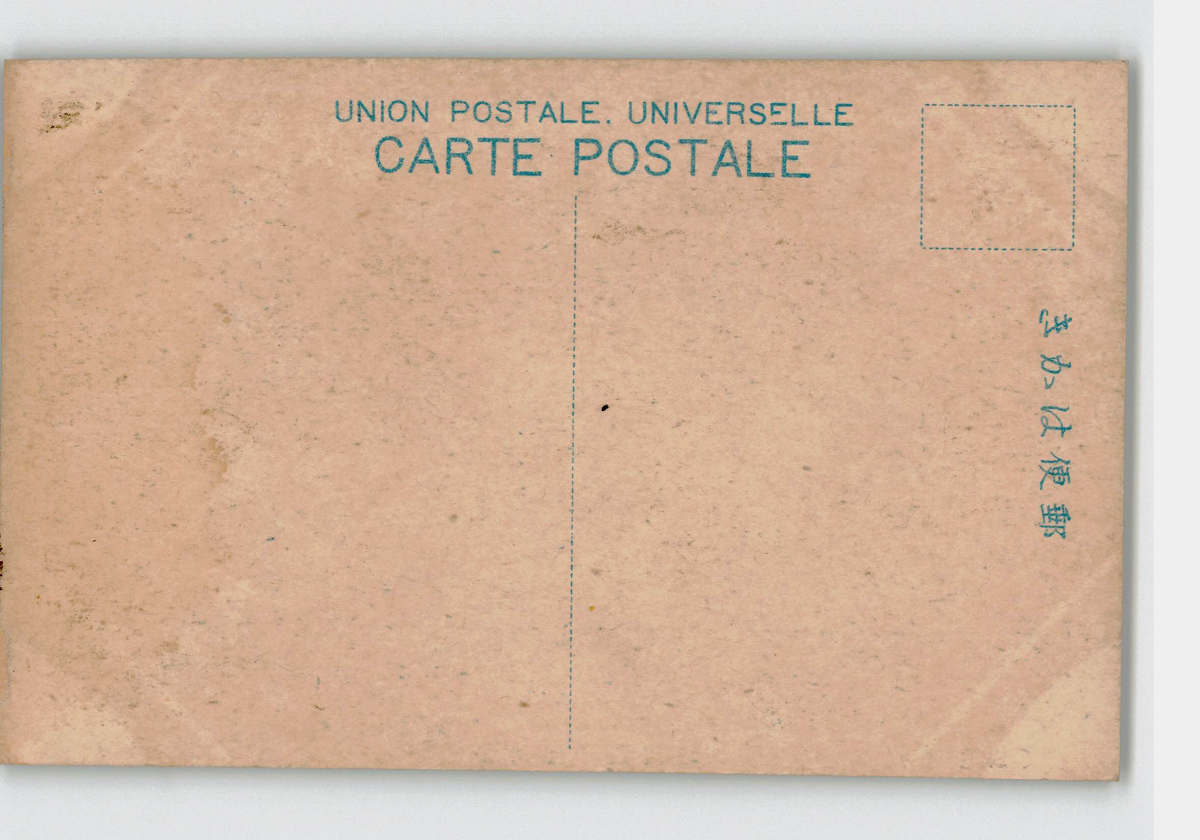 UNION POSTALE. UNIVERSELLE
CARTE POSTALE
郵便はかき